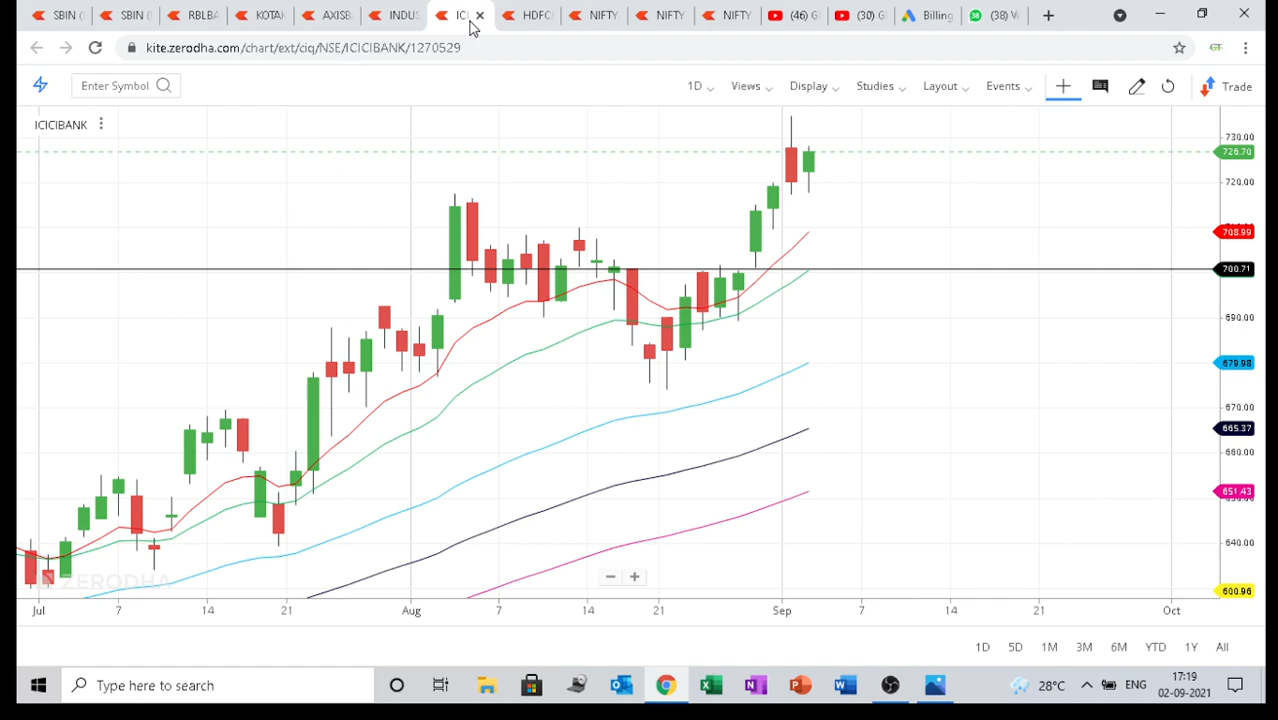 SBIN (
SBIN (
RBLBA
KOTAK
AXISB
INDUS
ICI
HDFC
NIFTY
NIFTY
NIFTY
(46) G
(30) G
Billing
(38) V
kite.zerodha.com/chart/ext/ciq/NSE/ICICIBANK/1270529
GT
Enter Symbol
1D
Views
Display
Studies
Layout
Events
Trade
ICICIBANK
730.00
726.70
720.00
708.99
700.71
690.00
679.98
670.00
665.37
660.00
651.43
640.00
600.96
ZERODHA
Jul
7
14
21
Aug
7
14
21
Sep
7
14
21
Oct
1D
5D
1M
3M
6M
YTD
1Y
All
Type here to search
28°C
ENG
17:19
02-09-2021